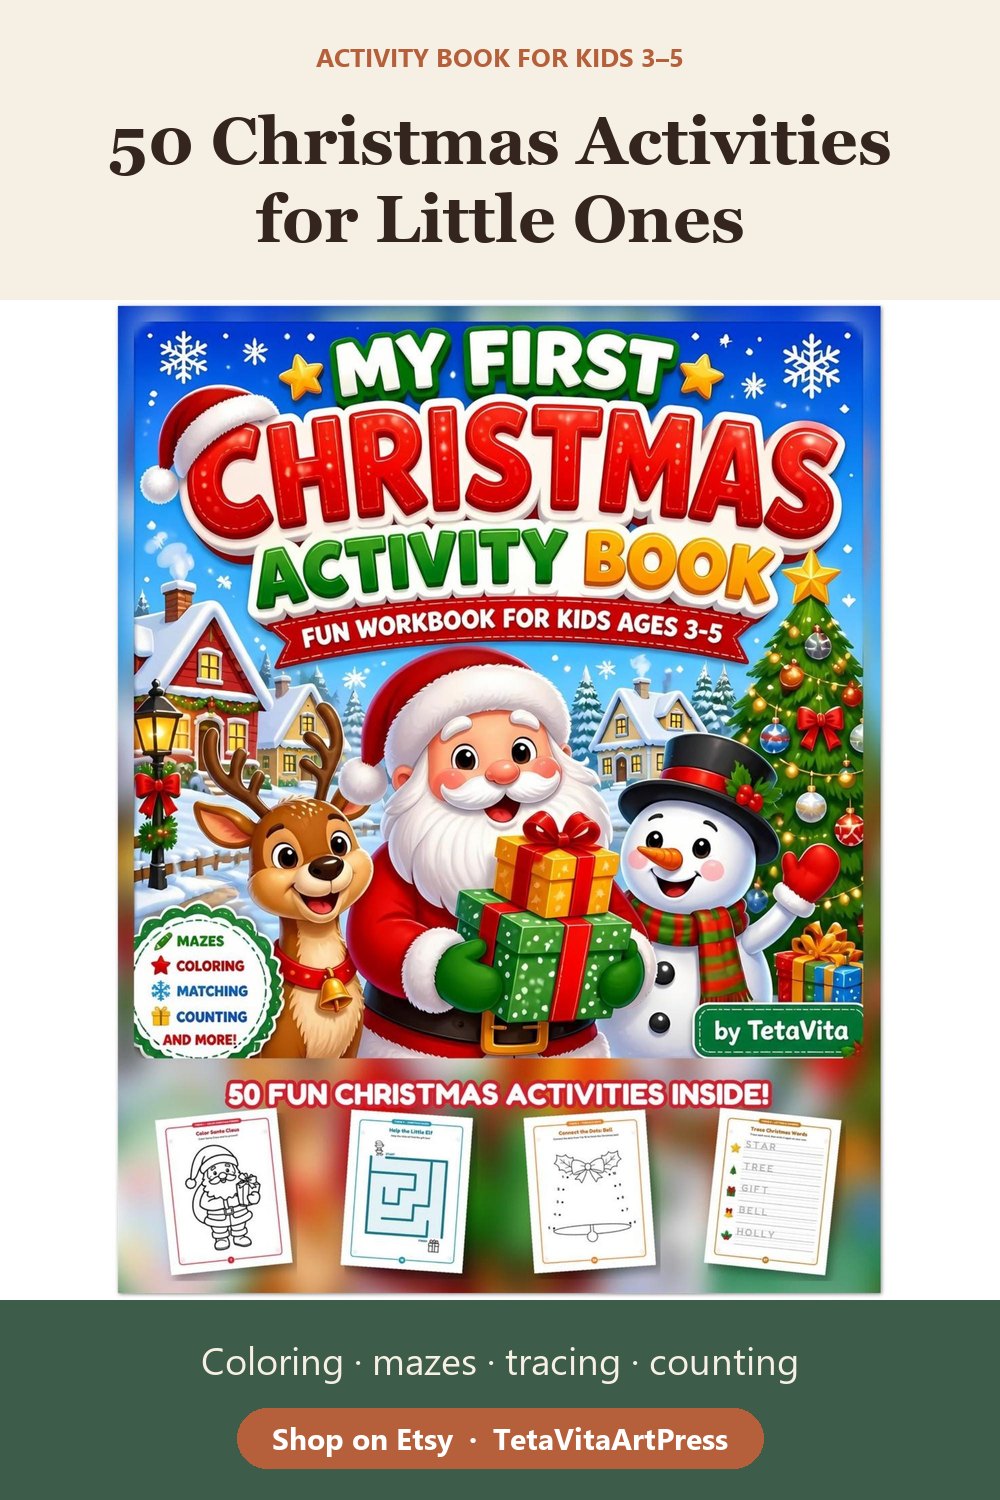 ACTIVITY BOOK FOR KIDS 3–5
50 Christmas Activities
for Little Ones
MY FIRST
CHRISTMAS
ACTIVITY BOOK
FUN WORKBOOK FOR KIDS AGES 3-5
MAZES
COLORING
MATCHING
COUNTING
AND MORE!
by TetaVita
50 FUN CHRISTMAS ACTIVITIES INSIDE!
Color Santa Claus
Help the Little Elf
Connect the Dots: Bell
Trace Christmas Words
STAR
TREE
GIFT
BELL
HOLLY
Coloring · mazes · tracing · counting
Shop on Etsy · TetaVitaArtPress